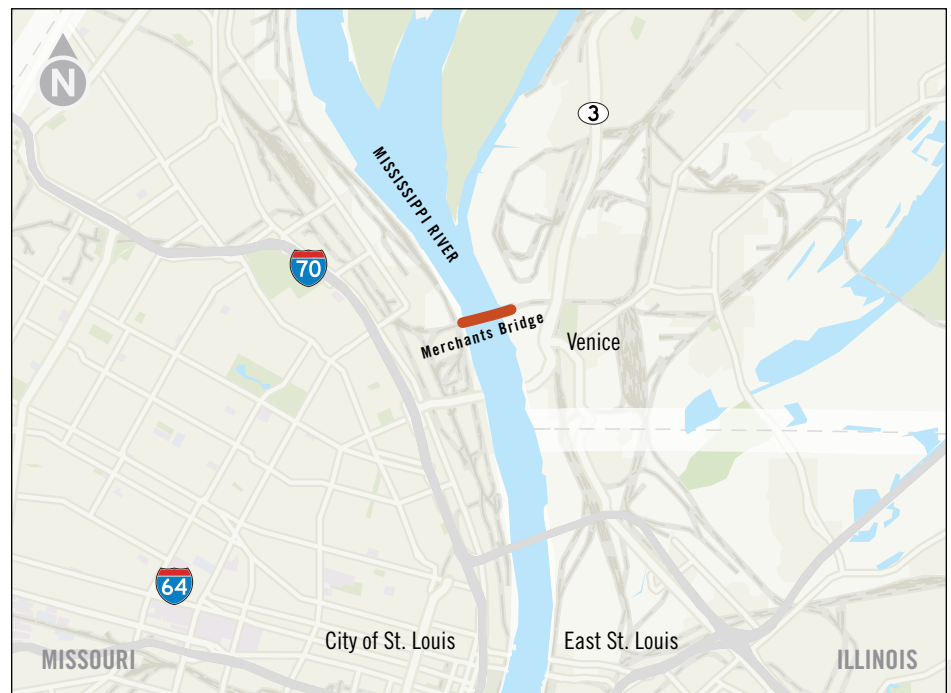 N
3
MISSISSIPPI RIVER
70
Merchants Bridge
Venice
64
City of St. Louis
East St. Louis
MISSOURI
ILLINOIS